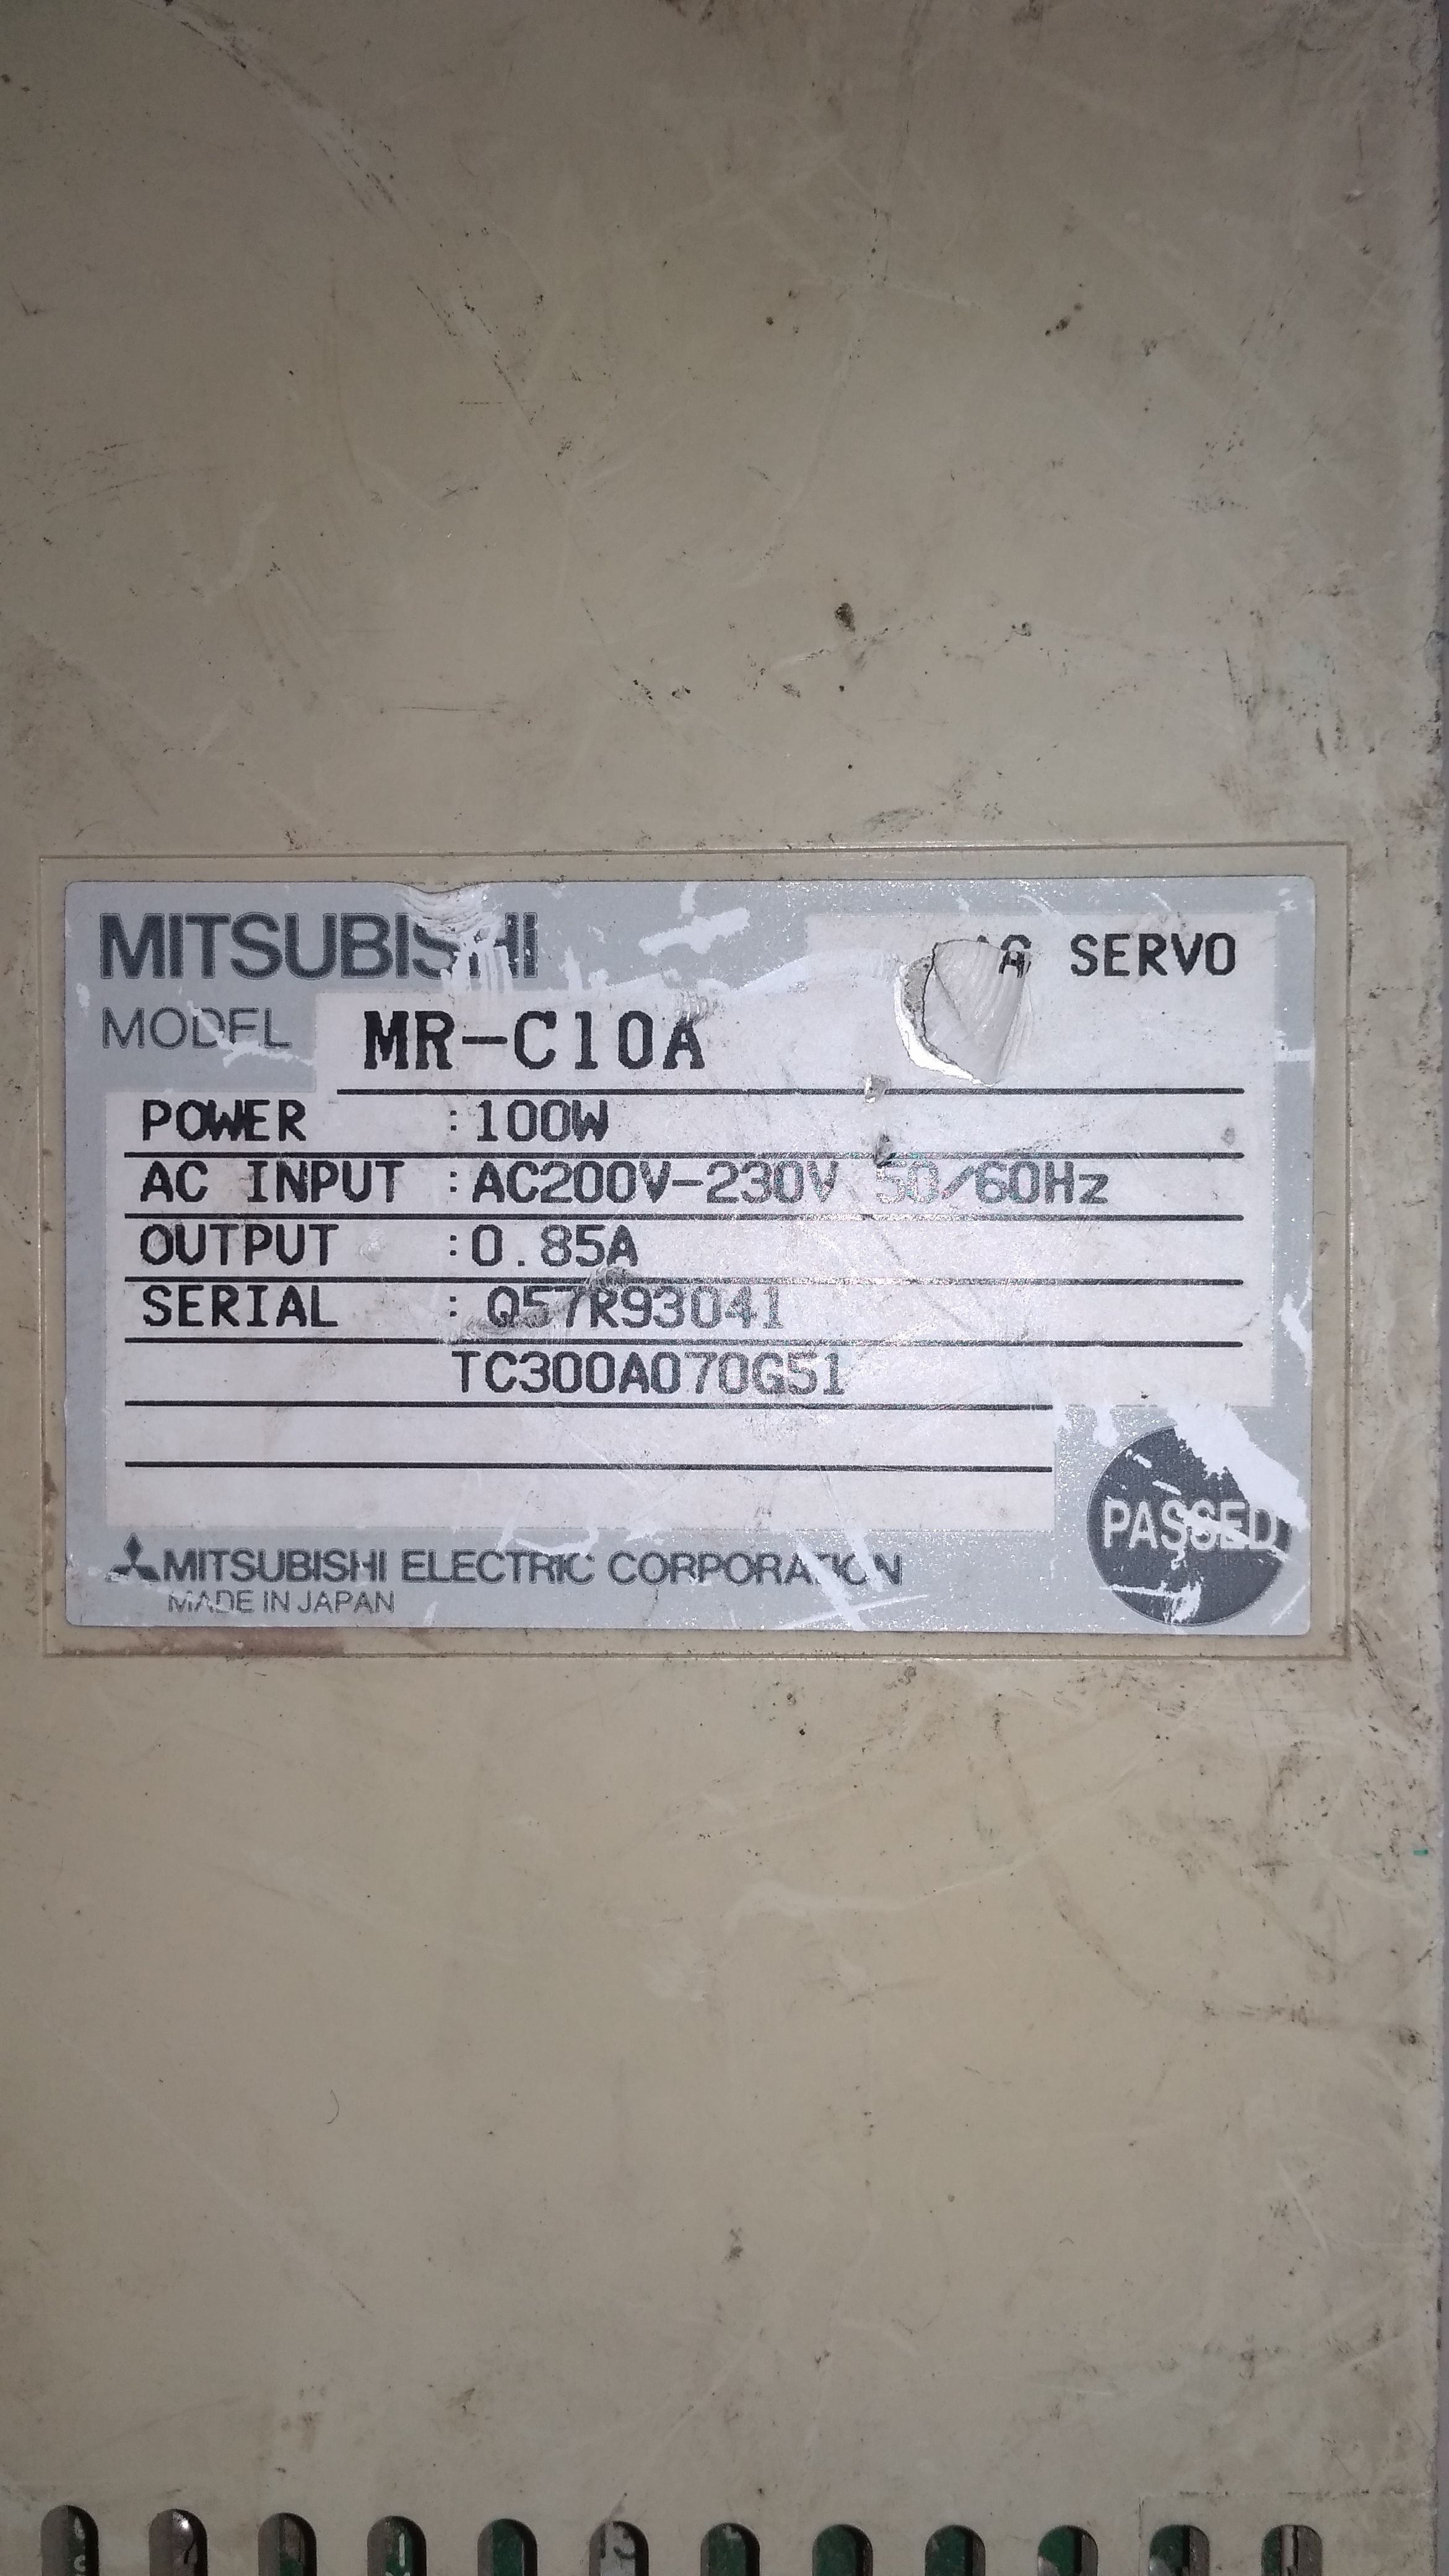 MITSUBISHI
AC SERVO
MODEL MR-C10A
POWER : 100W
AC INPUT : AC200V-230V 50/60Hz
OUTPUT : 0.85A
SERIAL : Q57R93041
TC300A070G51
PASSED
MITSUBISHI ELECTRIC CORPORATION
MADE IN JAPAN